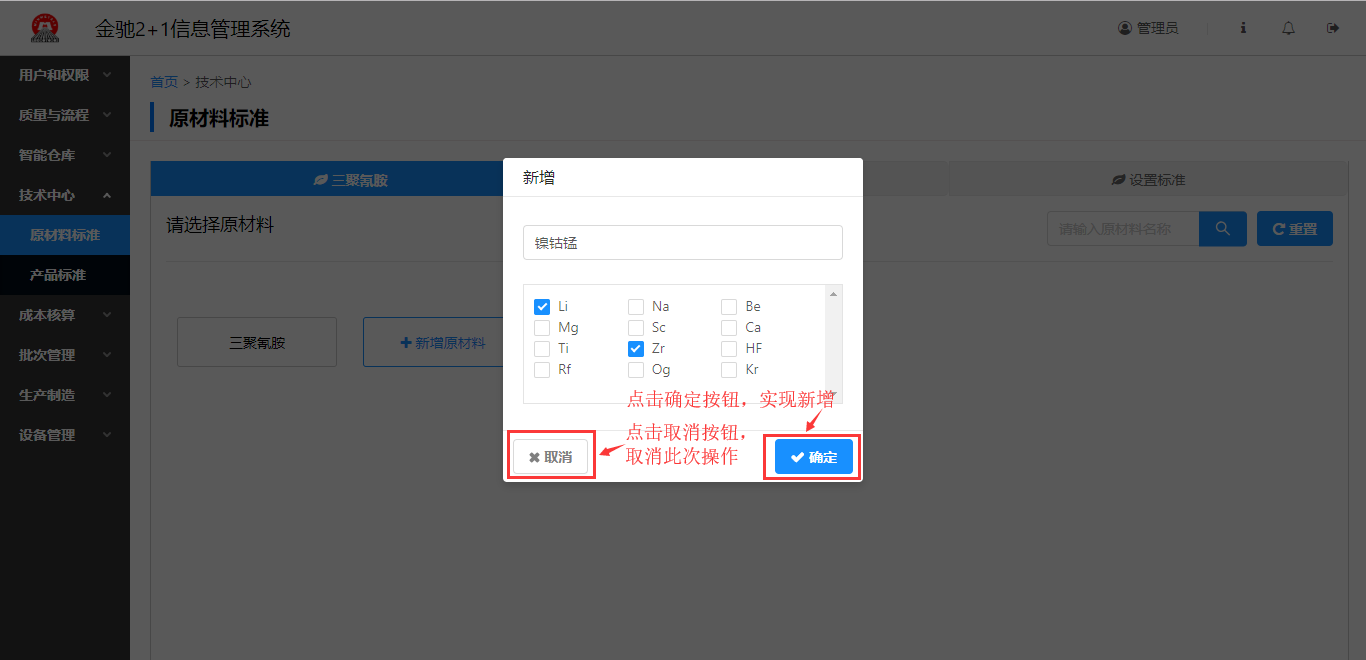 金驰2+1信息管理系统
管理员
用户和权限
质量与流程
智能仓库
技术中心
原材料标准
产品标准
成本核算
批次管理
生产制造
设备管理
首页 > 技术中心
原材料标准
三聚氰胺
设置标准
请选择原材料
请输入原材料名称
重置
三聚氰胺
新增原材料
新增
镍钴锰
Li Na Be
Mg Sc Ca
Ti Zr HF
Rf Og Kr
点击确定按钮，实现新增
点击取消按钮，
取消此次操作
取消
确定